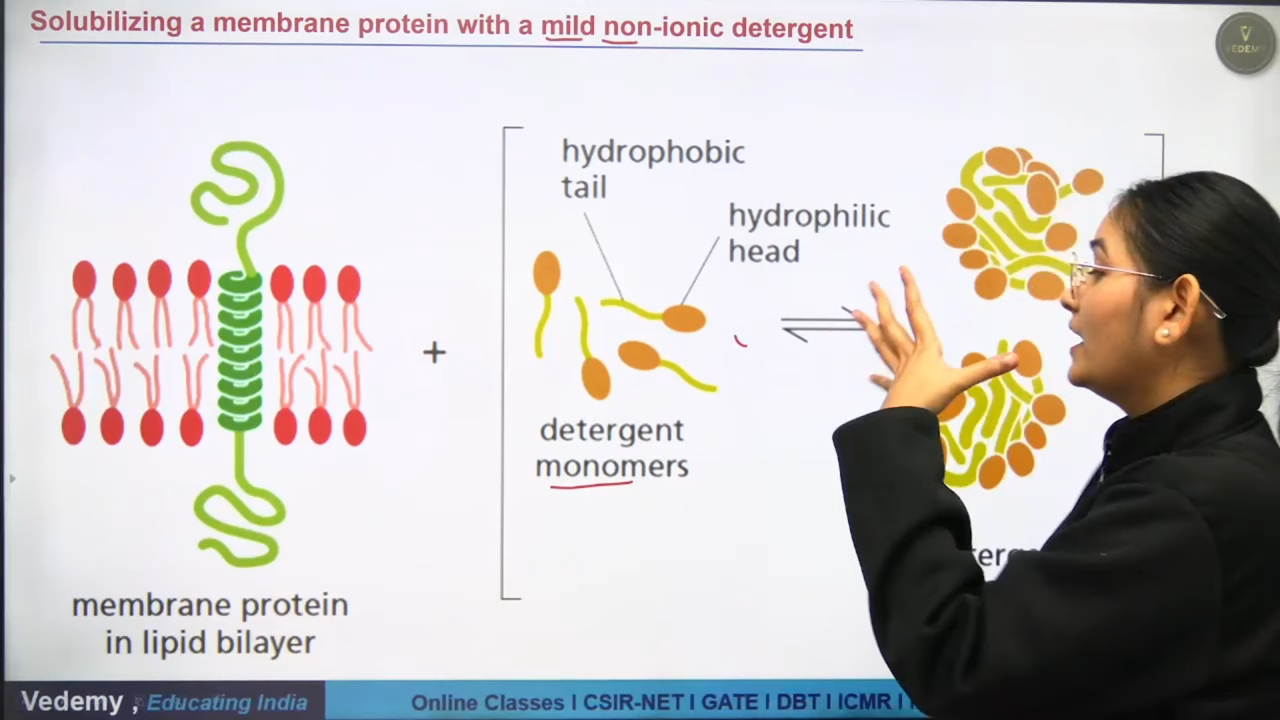 Solubilizing a membrane protein with a mild non-ionic detergent
VEDEMY
hydrophobic
tail
hydrophilic
head
+
detergent
monomers
membrane protein
in lipid bilayer
Vedemy , Educating India
Online Classes I CSIR-NET I GATE I DBT I ICMR I